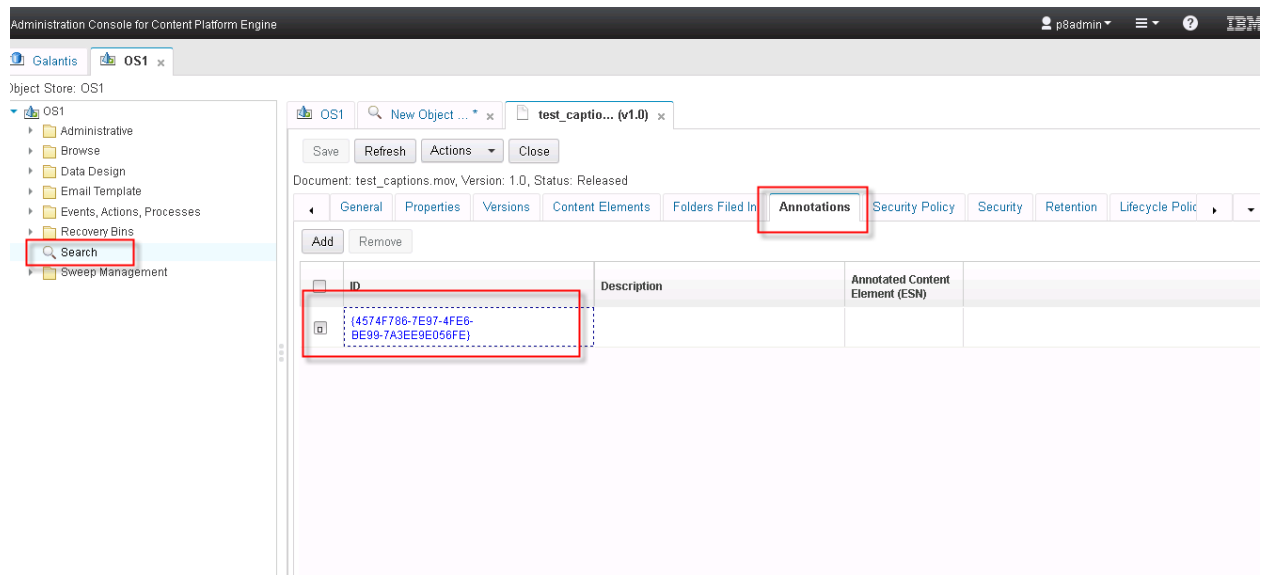 Administration Console for Content Platform Engine
p8admin
?
IBM
Galantis
OS1 x
Object Store: OS1
OS1
Administrative
Browse
Data Design
Email Template
Events, Actions, Processes
Recovery Bins
Search
Sweep Management
OS1
New Object ... * x
test_captio... (v1.0) x
Save
Refresh
Actions
Close
Document: test_captions.mov, Version: 1.0, Status: Released
General
Properties
Versions
Content Elements
Folders Filed In
Annotations
Security Policy
Security
Retention
Lifecycle Polic
Add
Remove
ID
Description
Annotated Content
Element (ESN)
{4574F786-7E97-4FE6-
BE99-7A3EE9E056FE}